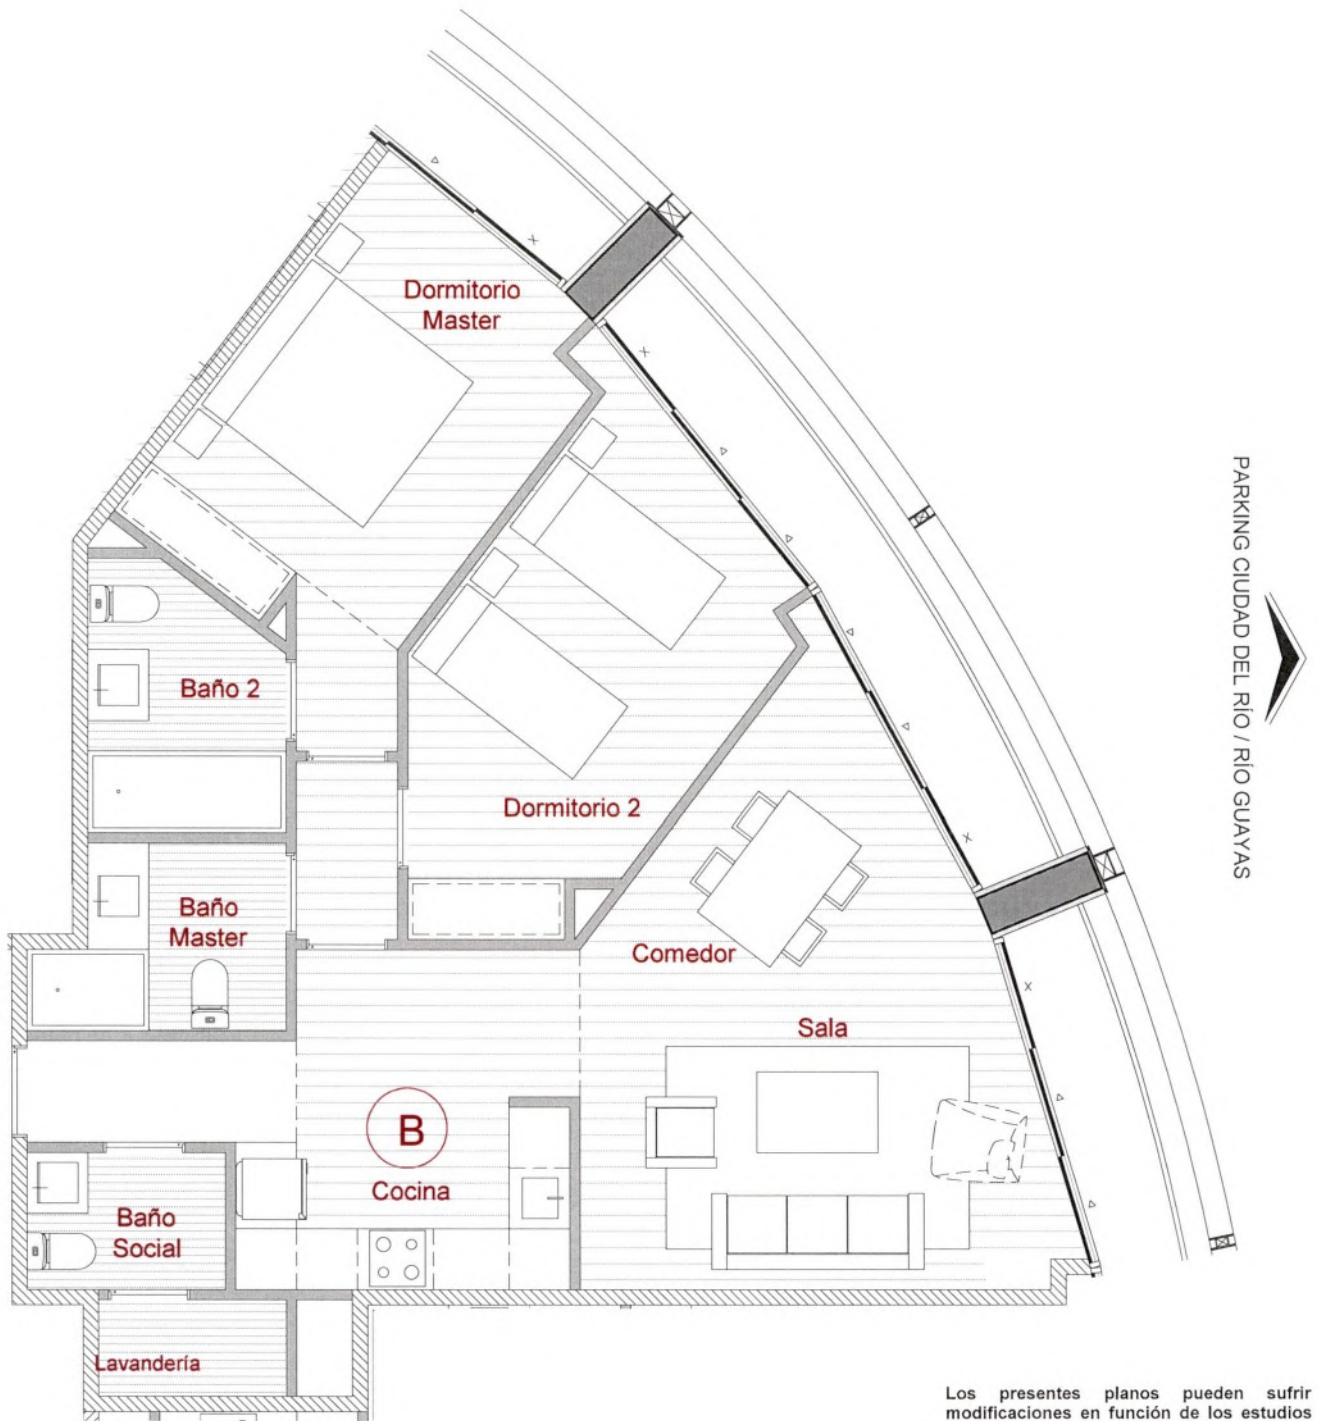 Dormitorio
Master
Baño 2
Dormitorio 2
Baño
Master
Comedor
Sala
B
Cocina
Baño
Social
Lavandería
PARKING CIUDAD DEL RÍO / RÍO GUAYAS
Los presentes planos pueden sufrir
modificaciones en función de los estudios